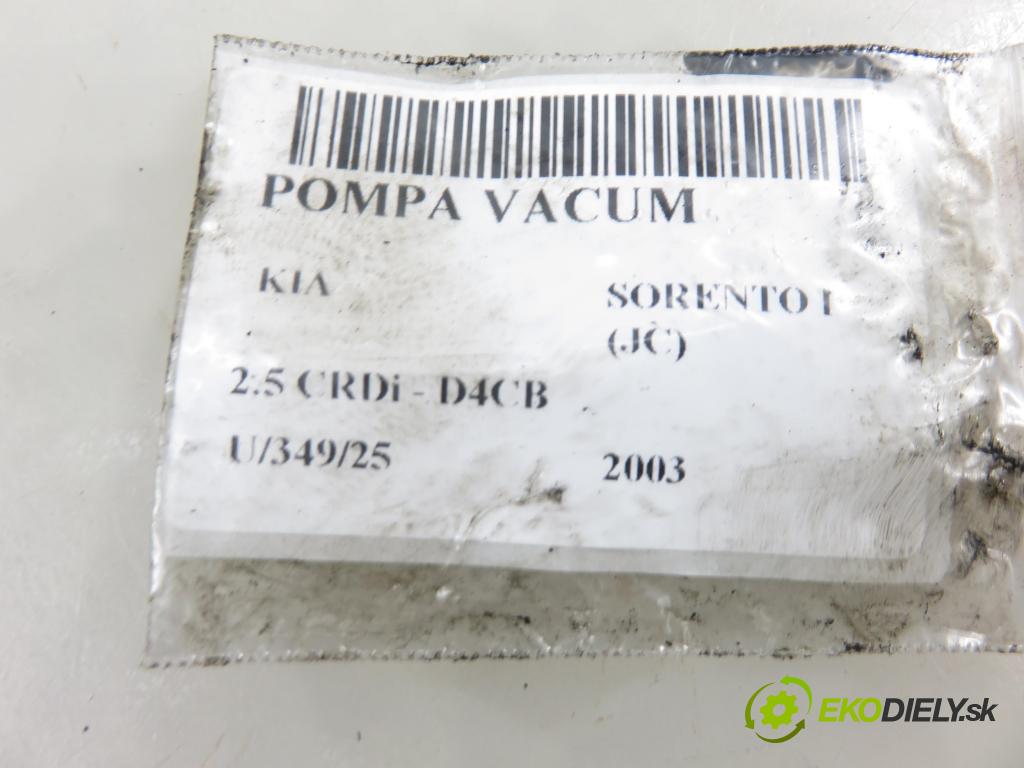 POMPA VACUM
KIA SORENTO I
(JC)
2.5 CRDi - D4CB
U/349/25 2003
EKODIELY.sk